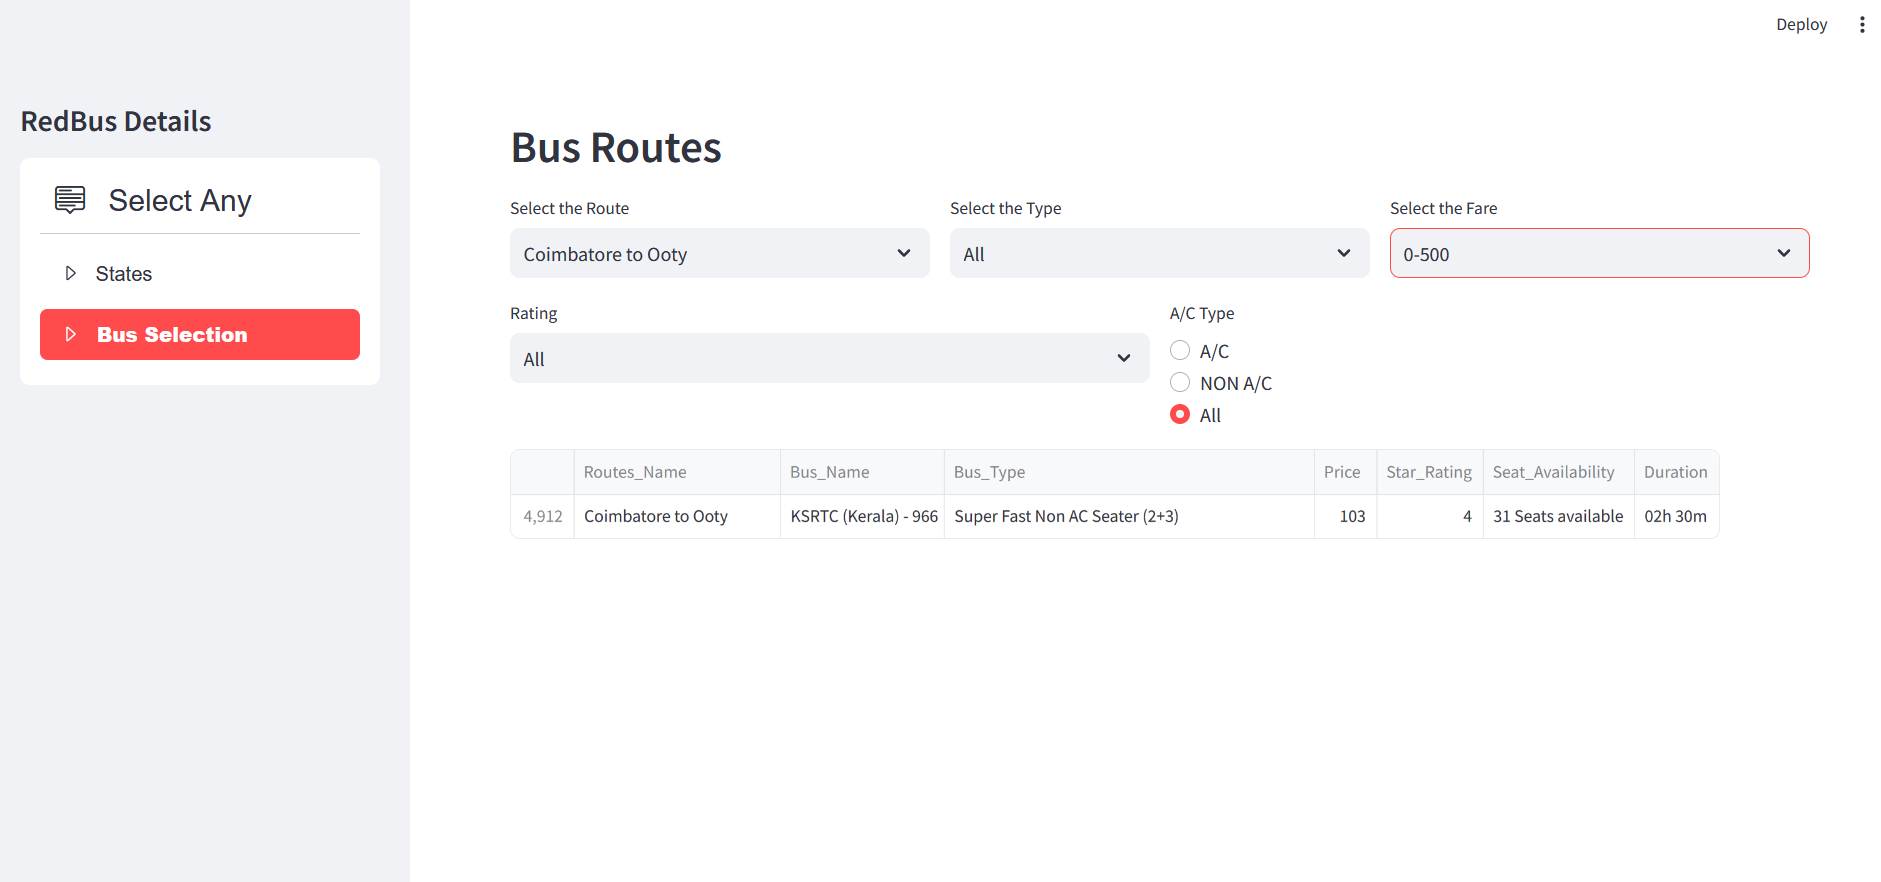 Deploy
RedBus Details
Select Any
States
Bus Selection
Bus Routes
Select the Route
Select the Type
Select the Fare
Coimbatore to Ooty
All
0-500
Rating
A/C Type
All
A/C
NON A/C
All
Routes_Name Bus_Name Bus_Type Price Star_Rating Seat_Availability Duration
4,912 Coimbatore to Ooty KSRTC (Kerala) - 966 Super Fast Non AC Seater (2+3) 103 4 31 Seats available 02h 30m